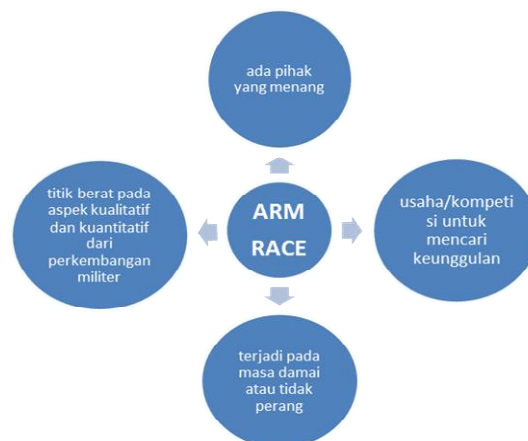 ada pihak
yang menang
titik berat pada
aspek kualitatif
dan kuantitatif
dari
perkembangan
militer
ARM
RACE
usaha/kompeti
si untuk
mencari
keunggulan
terjadi pada
masa damai
atau tidak
perang